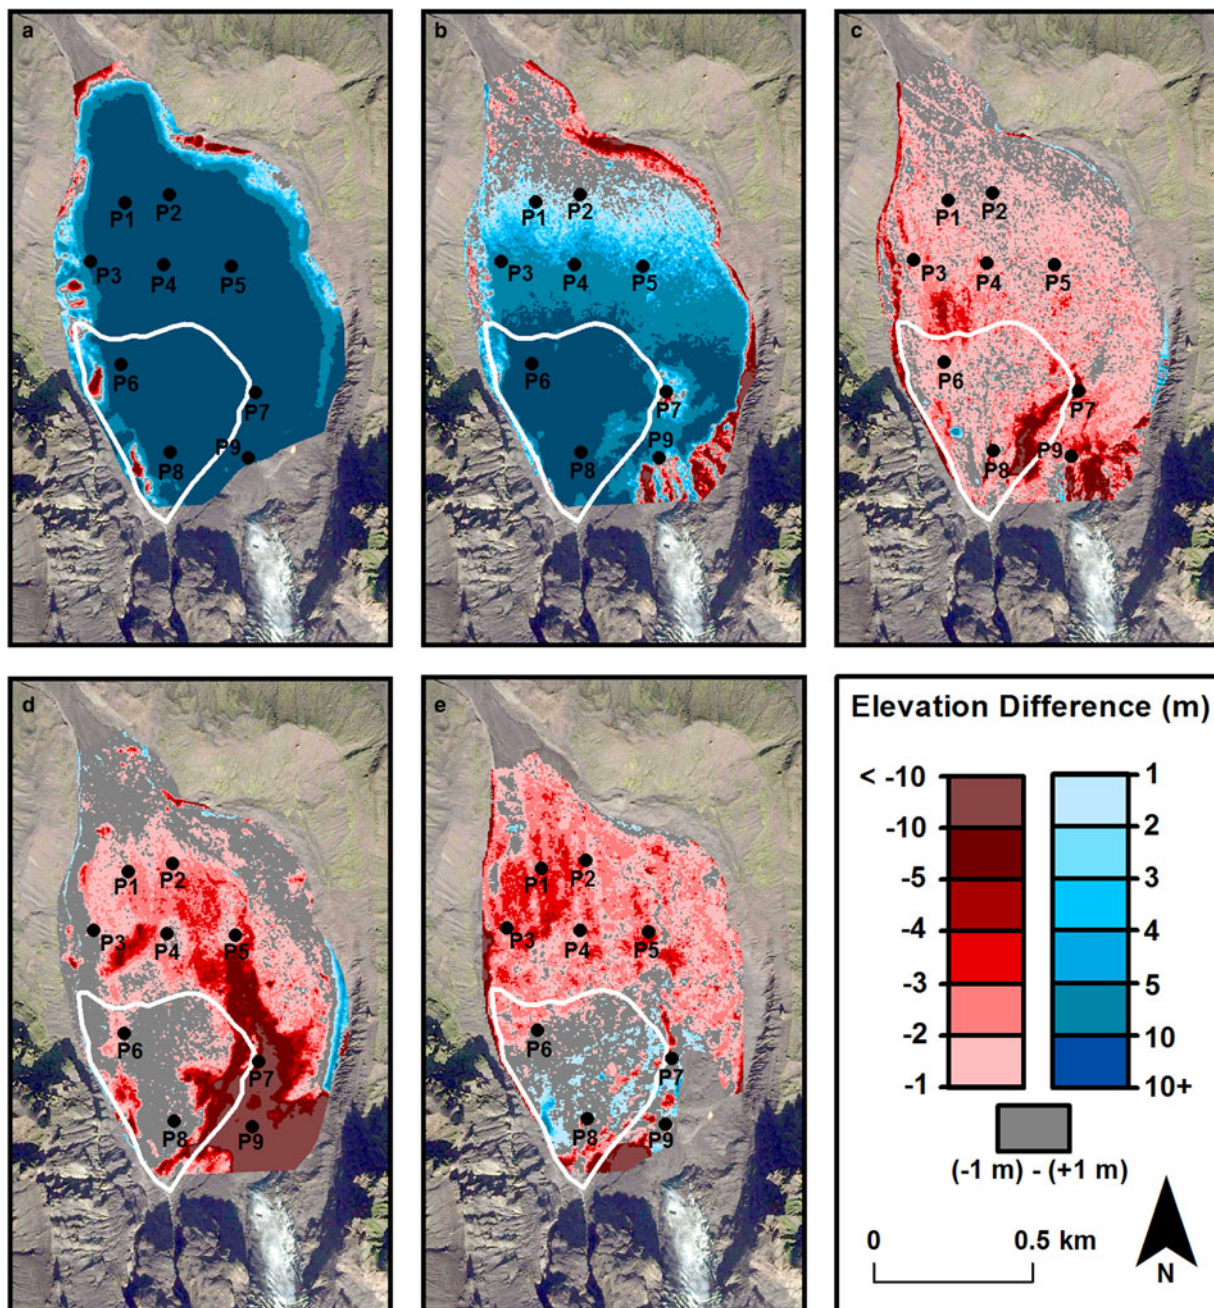 a
P1
P2
P3
P4
P5
P6
P7
P8
P9
b
P1
P2
P3
P4
P5
P6
P7
P8
P9
c
P1
P2
P3
P4
P5
P6
P7
P8
P9
d
P1
P2
P3
P4
P5
P6
P7
P8
P9
e
P1
P2
P3
P4
P5
P6
P7
P8
P9
Elevation Difference (m)
< -10 1
-10 2
-5 3
-4 4
-3 5
-2 10
-1 10+
(-1 m) - (+1 m)
0 0.5 km
N